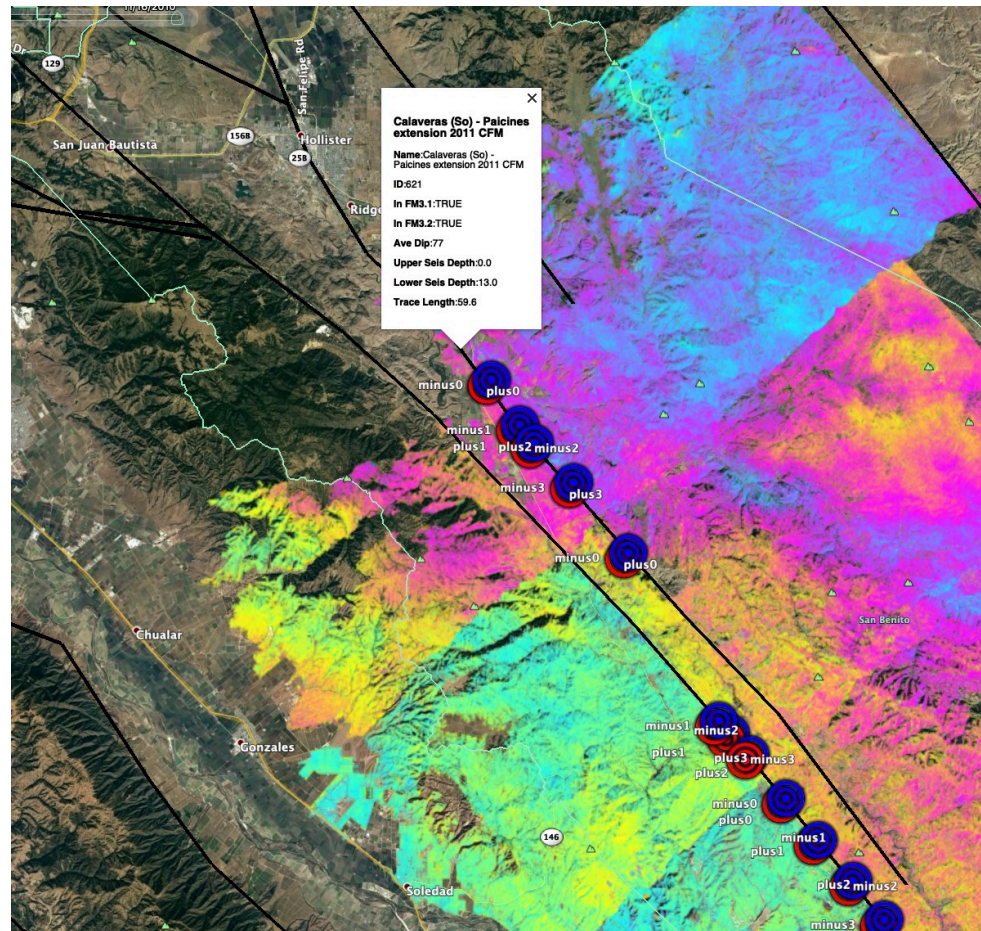 11/16/2010
Dr
129
San Juan Bautista
156B
San Felipe Rd
Hollister
25B
Ridge
Calaveras (So) - Paicines
extension 2011 CFM
Name:Calaveras (So) -
Paicines extension 2011 CFM
ID:621
In FM3.1:TRUE
In FM3.2:TRUE
Ave Dip:77
Upper Seis Depth:0.0
Lower Seis Depth:13.0
Trace Length:59.6
minus0
plus0
minus1
plus1
plus2
minus2
minus3
plus3
minus0
plus0
San Benito
Chualar
Gonzales
minus1
minus2
plus1
plus3
minus3
plus2
minus0
plus0
minus1
plus1
146
plus2
minus2
Soledad
minus3